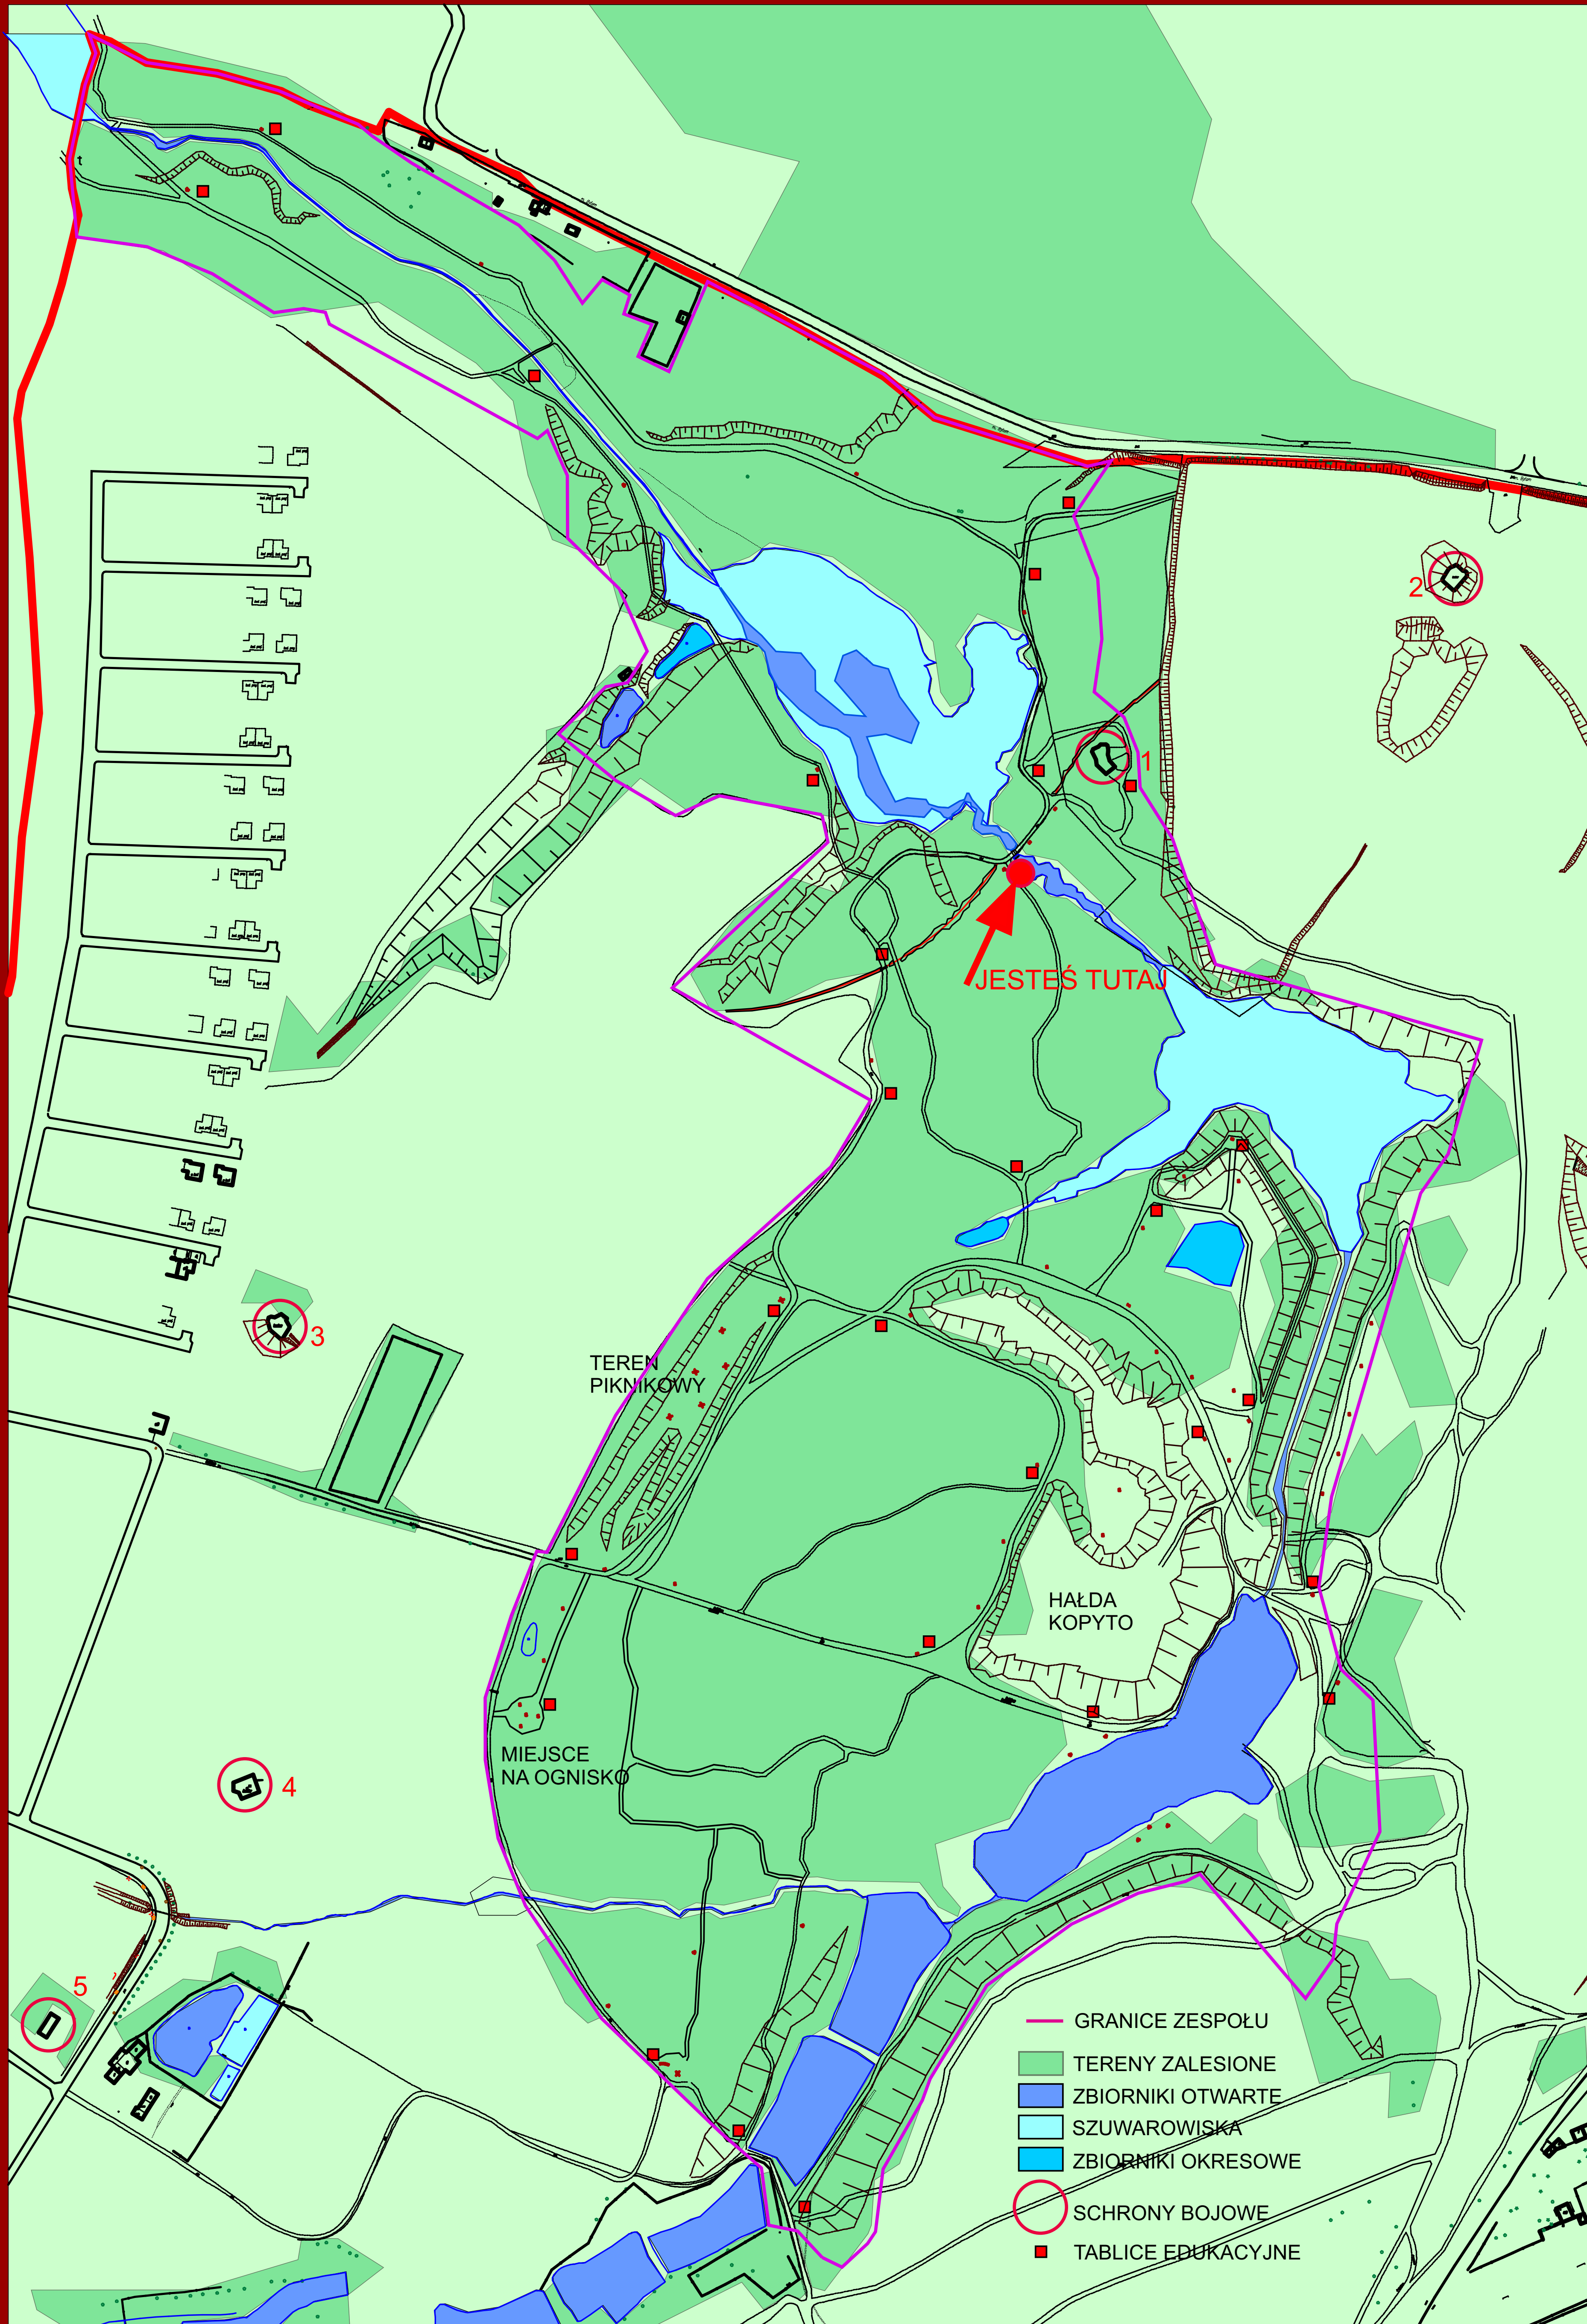 2
1
JESTEŚ TUTAJ
3
TEREN
PIKNIKOWY
HAŁDA
KOPYTO
MIEJSCE
NA OGNISKO
4
5
GRANICE ZESPOŁU
TERENY ZALESIONE
ZBIORNIKI OTWARTE
SZUWAROWISKA
ZBIORNIKI OKRESOWE
SCHRONY BOJOWE
TABLICE EDUKACYJNE